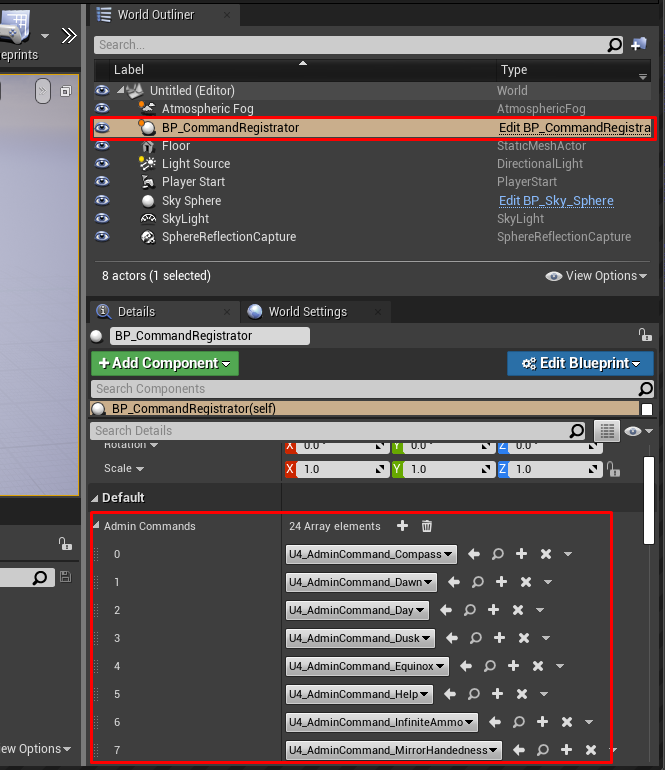 World Outliner
eprints
Search...
Label Type
Untitled (Editor) World
Atmospheric Fog AtmosphericFog
BP_CommandRegistrator Edit BP_CommandRegistra
Floor StaticMeshActor
Light Source DirectionalLight
Player Start PlayerStart
Sky Sphere Edit BP_Sky_Sphere
SkyLight SkyLight
SphereReflectionCapture SphereReflectionCapture
8 actors (1 selected) View Options
Details World Settings
BP_CommandRegistrator
+ Add Component Edit Blueprint
Search Components
BP_CommandRegistrator(self)
Search Details
Rotation X 0.0 ° Y 0.0 ° Z 0.0 °
Scale X 1.0 Y 1.0 Z 1.0
Default
Admin Commands 24 Array elements
0 U4_AdminCommand_Compass
1 U4_AdminCommand_Dawn
2 U4_AdminCommand_Day
3 U4_AdminCommand_Dusk
4 U4_AdminCommand_Equinox
5 U4_AdminCommand_Help
6 U4_AdminCommand_InfiniteAmmo
7 U4_AdminCommand_MirrorHandedness
ew Options